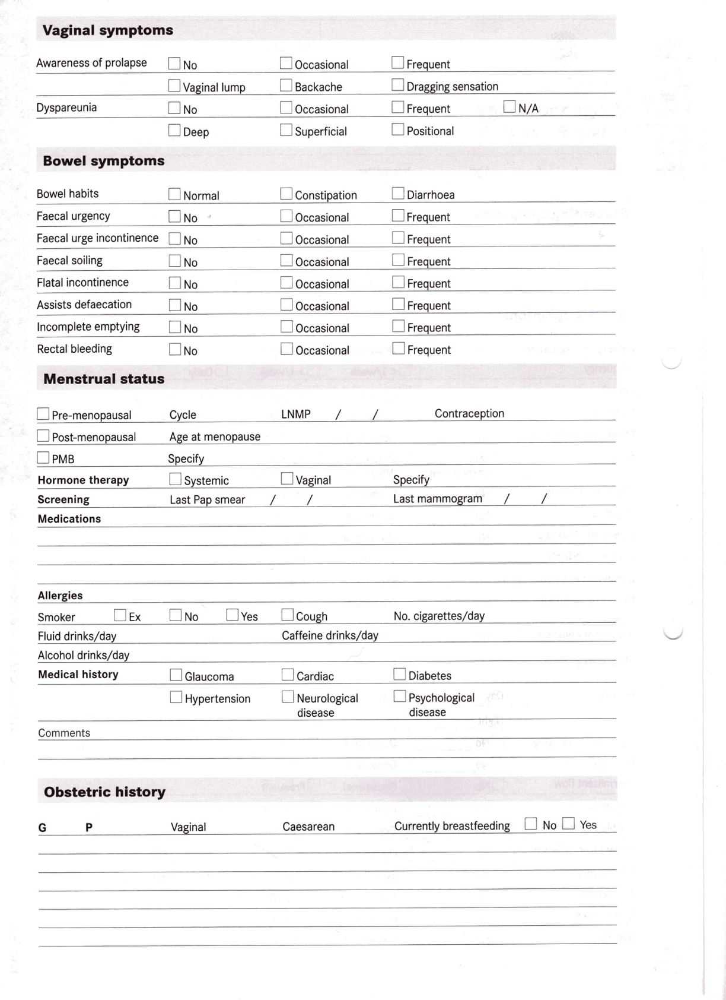 Vaginal symptoms
Awareness of prolapse No Occasional Frequent
Vaginal lump Backache Dragging sensation
Dyspareunia No Occasional Frequent N/A
Deep Superficial Positional
Bowel symptoms
Bowel habits Normal Constipation Diarrhoea
Faecal urgency No Occasional Frequent
Faecal urge incontinence No Occasional Frequent
Faecal soiling No Occasional Frequent
Flatal incontinence No Occasional Frequent
Assists defaecation No Occasional Frequent
Incomplete emptying No Occasional Frequent
Rectal bleeding No Occasional Frequent
Menstrual status
Pre-menopausal Cycle LNMP / / Contraception
Post-menopausal Age at menopause
PMB Specify
Hormone therapy Systemic Vaginal Specify
Screening Last Pap smear / / Last mammogram / /
Medications
Allergies
Smoker Ex No Yes Cough No. cigarettes/day
Fluid drinks/day Caffeine drinks/day
Alcohol drinks/day
Medical history Glaucoma Cardiac Diabetes
Hypertension Neurological Psychological
disease disease
Comments
Obstetric history
G P Vaginal Caesarean Currently breastfeeding No Yes